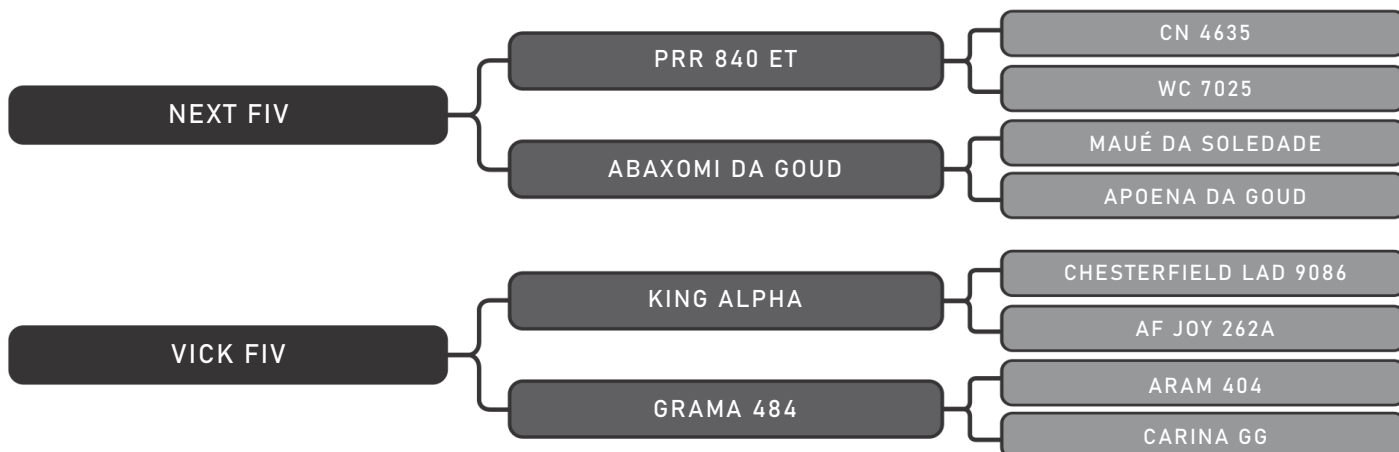 NEXT FIV
PRR 840 ET
CN 4635
WC 7025
ABAXOMI DA GOUD
MAUÉ DA SOLEDADE
APOENA DA GOUD
VICK FIV
KING ALPHA
CHESTERFIELD LAD 9086
AF JOY 262A
GRAMA 484
ARAM 404
CARINA GG